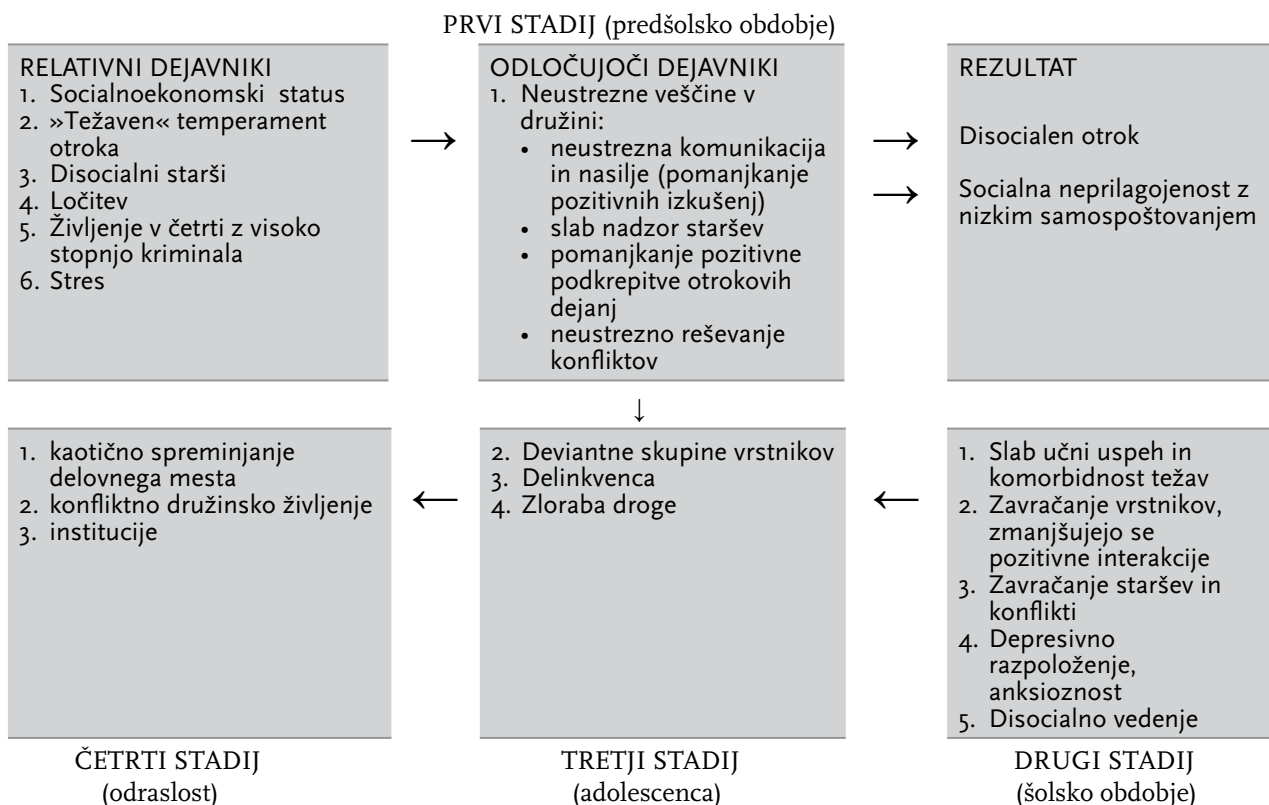 PRVI STADIJ (predšolsko obdobje)
RELATIVNI DEJAVNIKI
1. Socialnoekonomski status
2. »Težaven« temperament
otroka
3. Disocialni starši
4. Ločitev
5. Življenje v četrti z visoko
stopnjo kriminala
6. Stres
→
ODLOČUJOČI DEJAVNIKI
1. Neustrezne veščine v
družini:
• neustrezna komunikacija
in nasilje (pomanjkanje
pozitivnih izkušenj)
• slab nadzor staršev
• pomanjkanje pozitivne
podkrepitve otrokovih
dejanj
• neustrezno reševanje
konfliktov
→
→
REZULTAT
Disocialen otrok
Socialna neprilagojenost z
nizkim samospoštovanjem
↓
1. kaotično spreminjanje
delovnega mesta
2. konfliktno družinsko življenje
3. institucije
←
2. Deviantne skupine vrstnikov
3. Delinkvenca
4. Zloraba droge
←
1. Slab učni uspeh in
komorbidnost težav
2. Zavračanje vrstnikov,
zmanjšujejo se
pozitivne interakcije
3. Zavračanje staršev in
konflikti
4. Depresivno
razpoloženje,
anksioznost
5. Disocialno vedenje
ČETRTI STADIJ
(odraslost)
TRETJI STADIJ
(adolescenca)
DRUGI STADIJ
(šolsko obdobje)